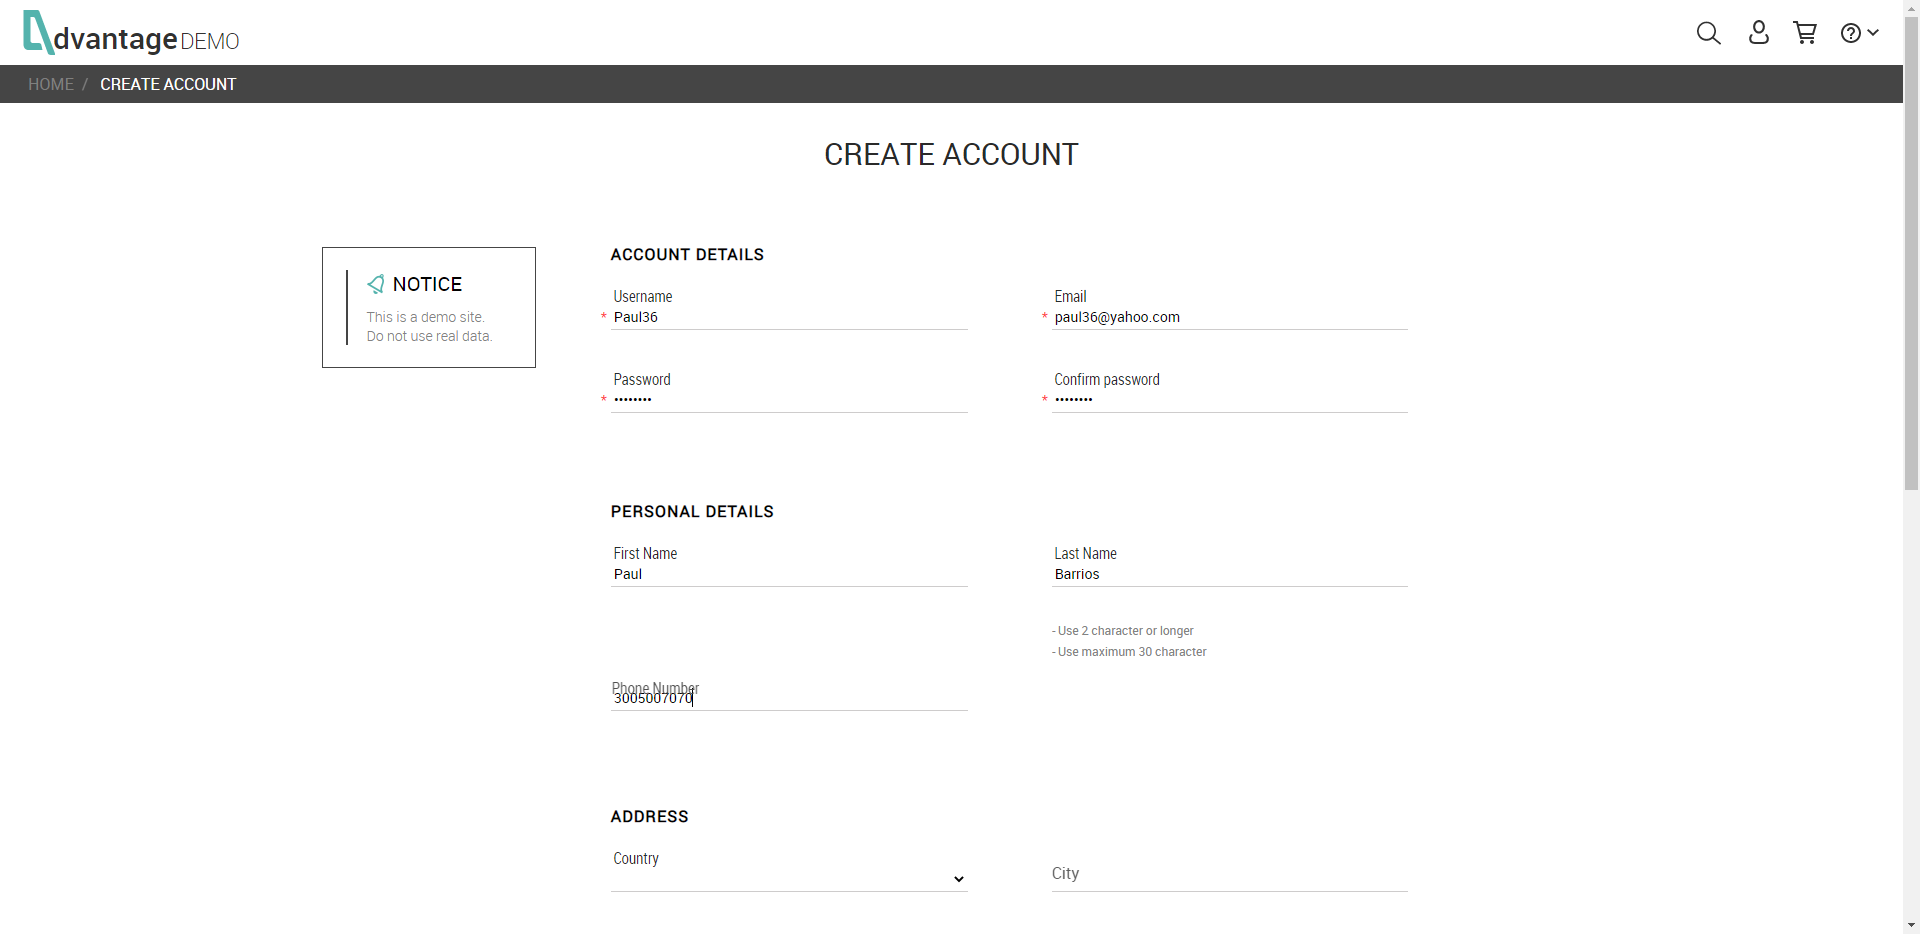 dvantage DEMO
HOME / CREATE ACCOUNT
CREATE ACCOUNT
NOTICE
This is a demo site.
Do not use real data.
ACCOUNT DETAILS
Username
* Paul36
Email
* paul36@yahoo.com
Password
* ••••••••
Confirm password
* ••••••••
PERSONAL DETAILS
First Name
Paul
Last Name
Barrios
- Use 2 character or longer
- Use maximum 30 character
Phone Number
3005007070
ADDRESS
Country
City